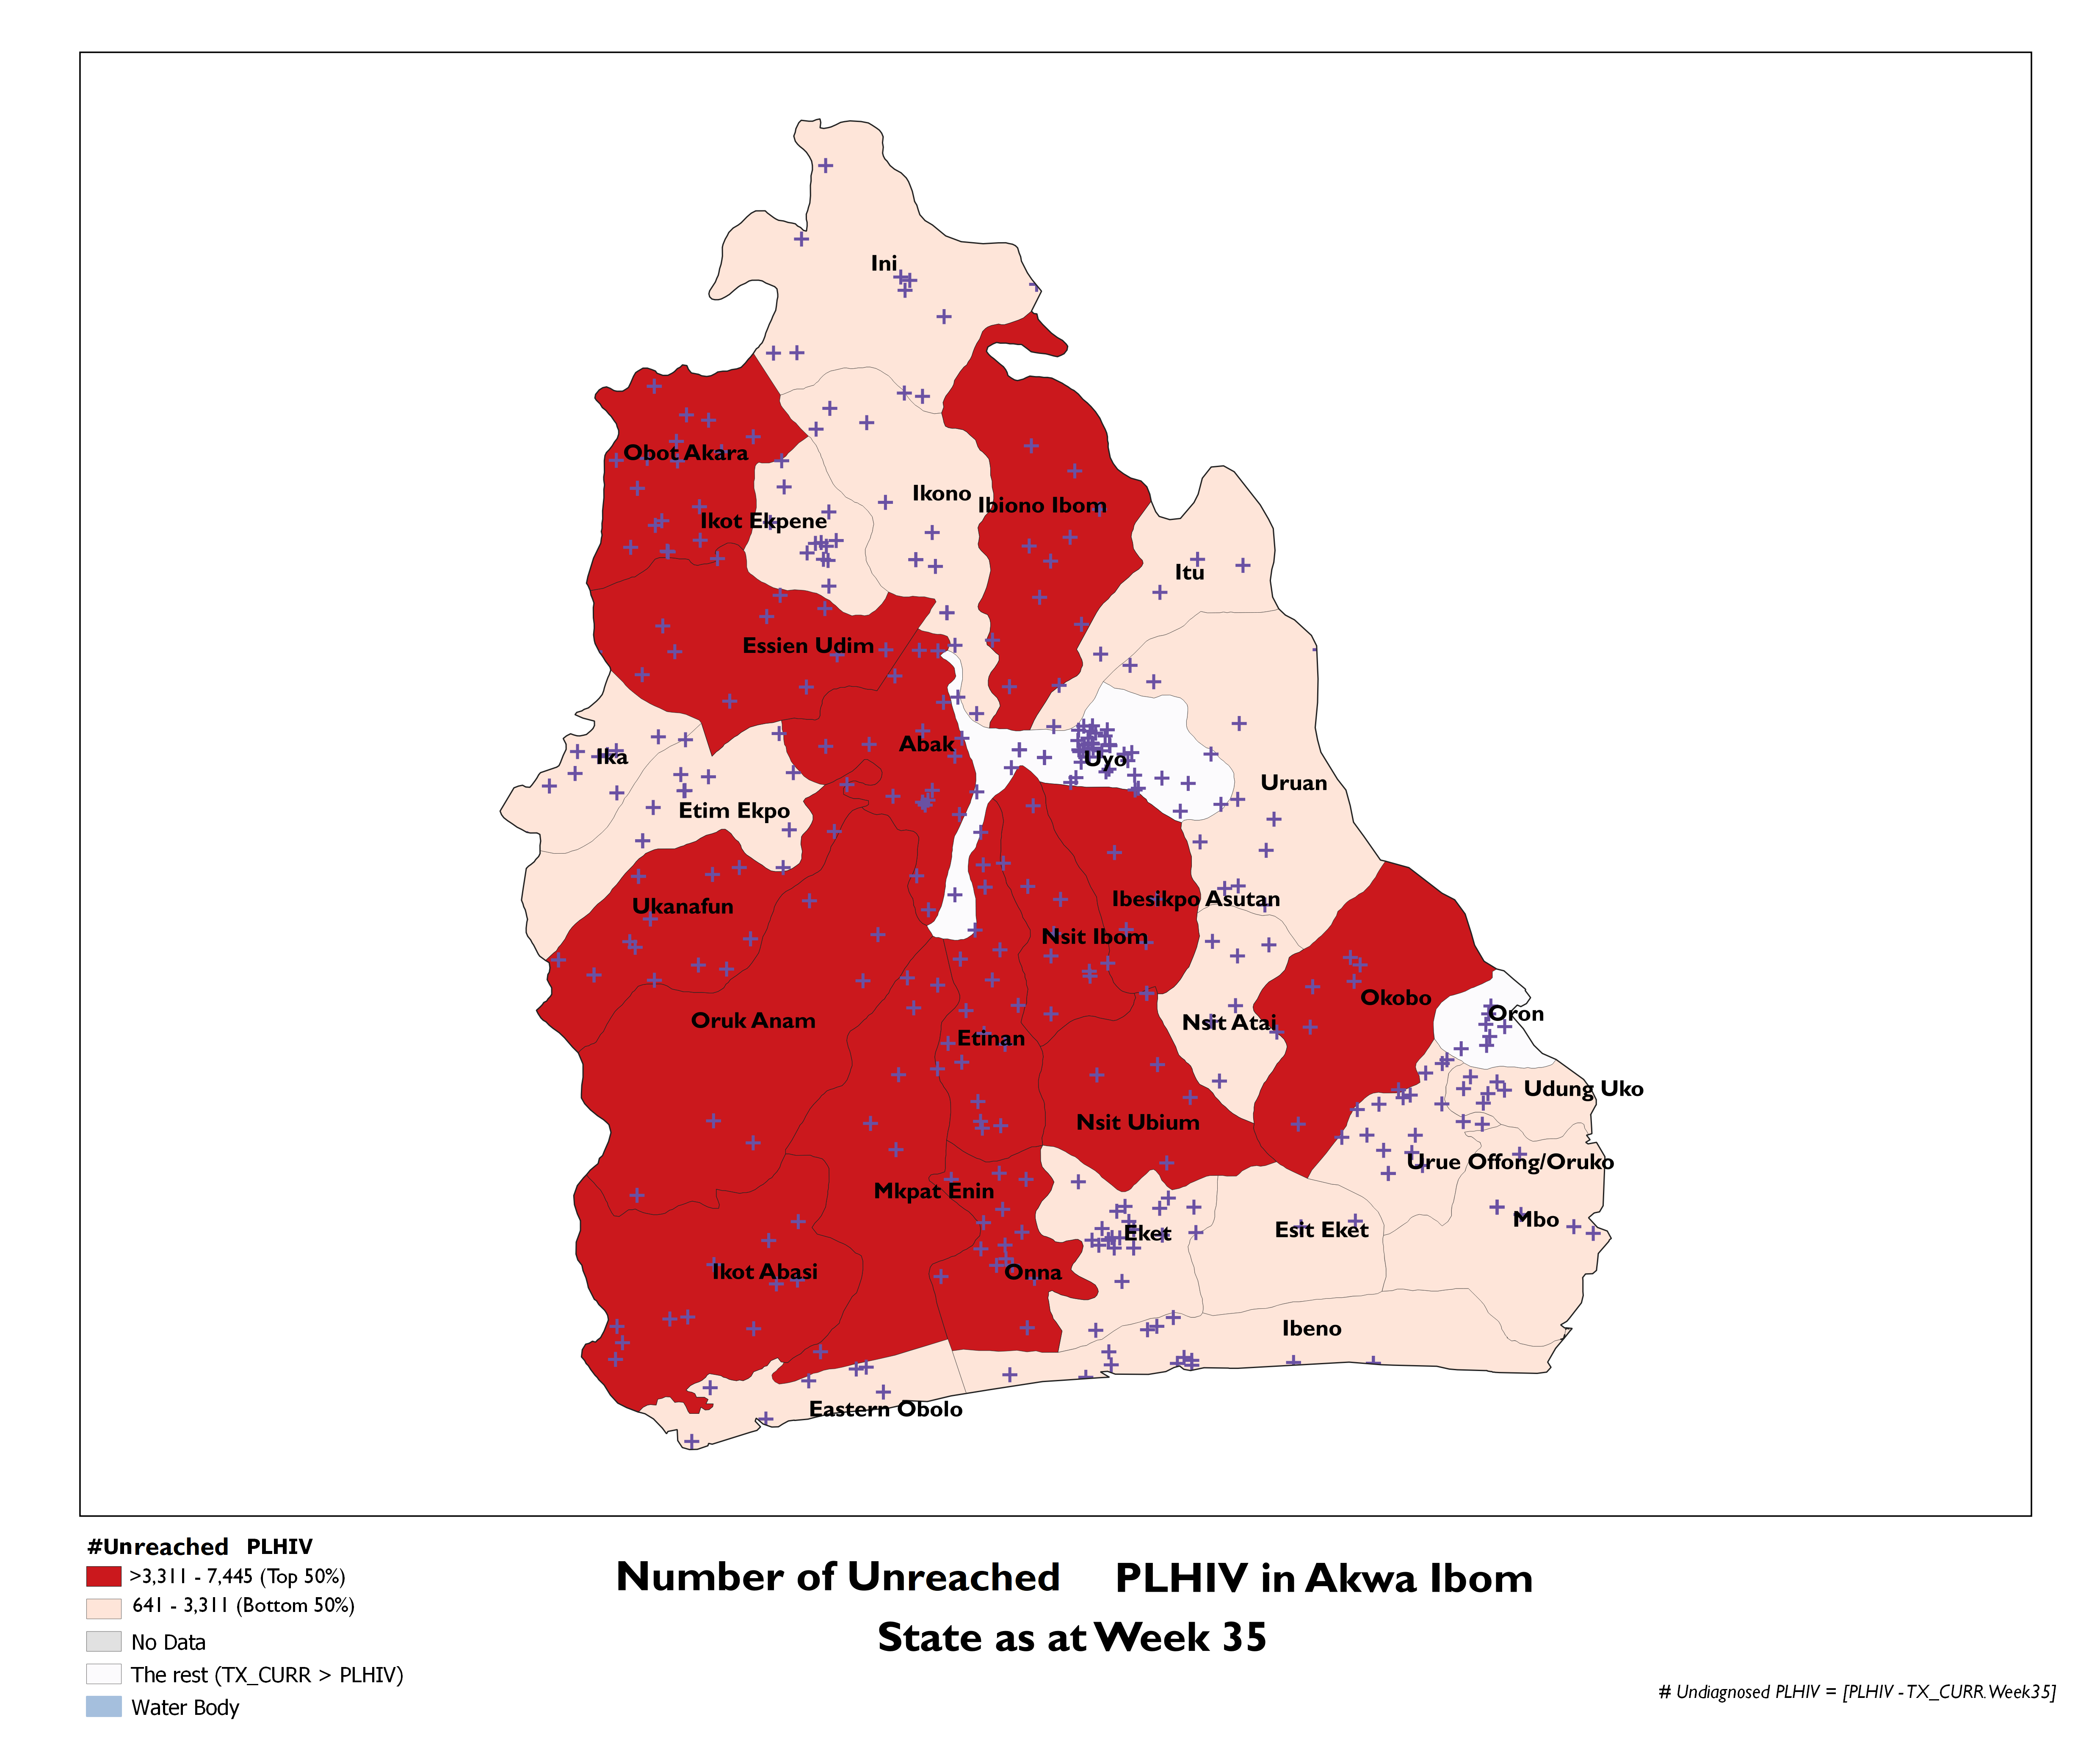 Ini
Obot Akara
Ikono
Ibiono Ibom
Ikot Ekpene
Itu
Essien Udim
Abak
Ika
Uyo
Uruan
Etim Ekpo
Ibesikpo Asutan
Ukanafun
Nsit Ibom
Okobo
Oron
Oruk Anam
Nsit Atai
Etinan
Udung Uko
Nsit Ubium
Urue Offong/Oruko
Mkpat Enin
Mbo
Esit Eket
Eket
Ikot Abasi
Onna
Ibeno
Eastern Obolo
#Unreached PLHIV
>3,311 - 7,445 (Top 50%)
641 - 3,311 (Bottom 50%)
No Data
The rest (TX_CURR > PLHIV)
Water Body
Number of Unreached PLHIV in Akwa Ibom
State as at Week 35
# Undiagnosed PLHIV = [PLHIV - TX_CURR.Week35]